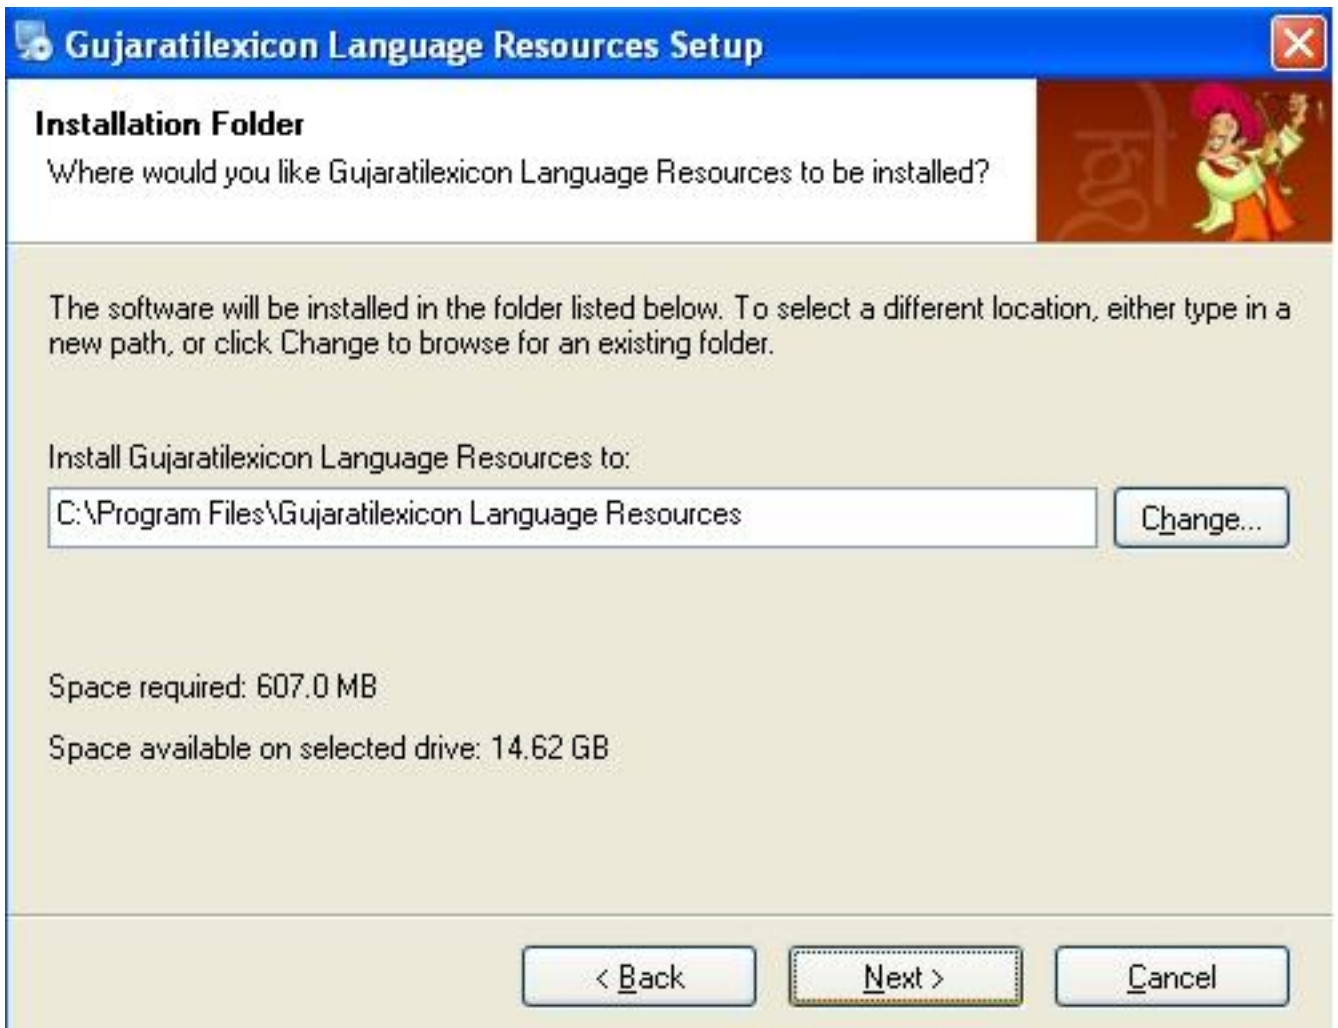 Gujaratilexicon Language Resources Setup
Installation Folder
Where would you like Gujaratilexicon Language Resources to be installed?
The software will be installed in the folder listed below. To select a different location, either type in a
new path, or click Change to browse for an existing folder.
Install Gujaratilexicon Language Resources to:
C:\Program Files\Gujaratilexicon Language Resources
Change...
Space required: 607.0 MB
Space available on selected drive: 14.62 GB
< Back
Next >
Cancel